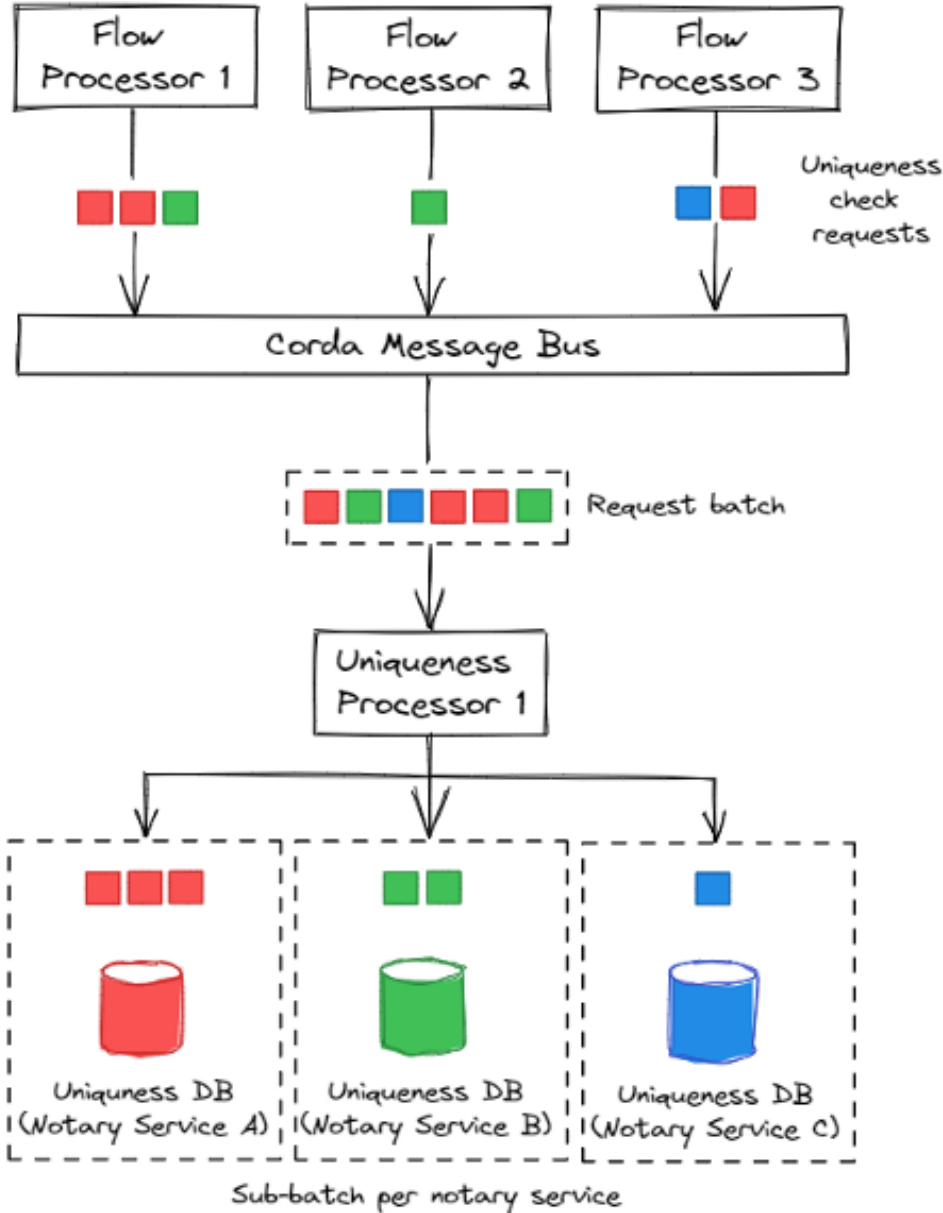 Flow
Processor 1
Flow
Processor 2
Flow
Processor 3
Uniqueness
check
requests
Corda Message Bus
Request batch
Uniqueness
Processor 1
Uniquness DB
(Notary Service A)
Uniqueness DB
(Notary Service B)
Uniqueness DB
(Notary Service C)
Sub-batch per notary service